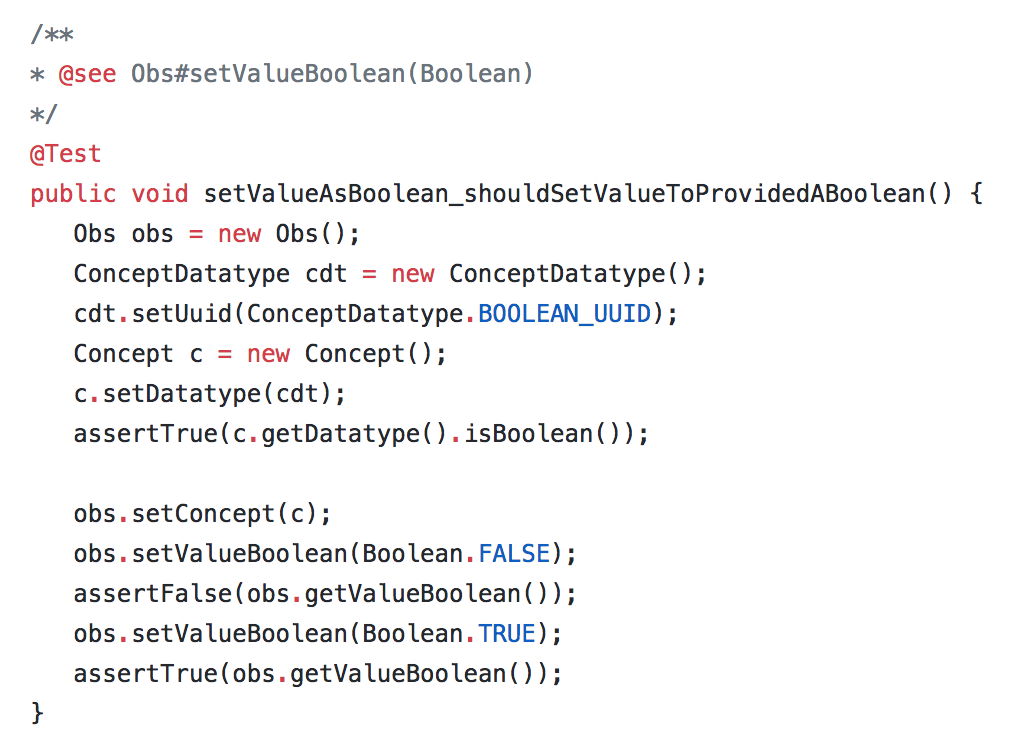 /**
* @see Obs#setValueBoolean(Boolean)
*/
@Test
public void setValueAsBoolean_shouldSetValueToProvidedABoolean() {
   Obs obs = new Obs();
   ConceptDatatype cdt = new ConceptDatatype();
   cdt.setUuid(ConceptDatatype.BOOLEAN_UUID);
   Concept c = new Concept();
   c.setDatatype(cdt);
   assertTrue(c.getDatatype().isBoolean());

   obs.setConcept(c);
   obs.setValueBoolean(Boolean.FALSE);
   assertFalse(obs.getValueBoolean());
   obs.setValueBoolean(Boolean.TRUE);
   assertTrue(obs.getValueBoolean());
}